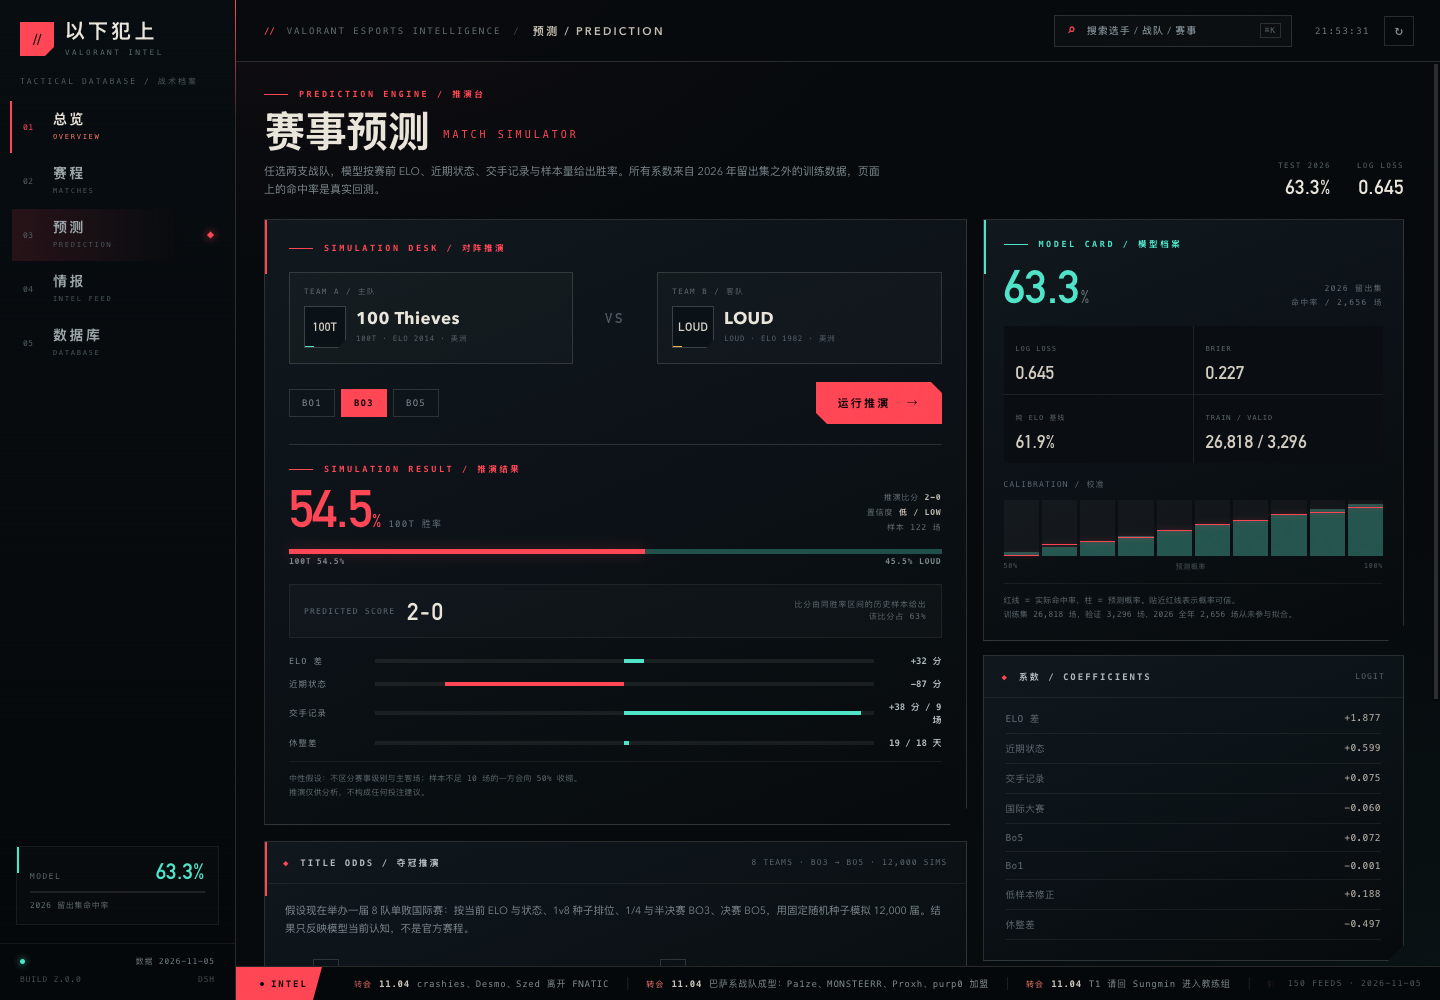 //
以下犯上
VALORANT INTEL
TACTICAL DATABASE / 战术档案
01
总览
OVERVIEW
02
赛程
MATCHES
03
预测
PREDICTION
04
情报
INTEL FEED
05
数据库
DATABASE
MODEL
63.3%
2026 留出集命中率
数据 2026-11-05
BUILD 2.0.0
DSH
// VALORANT ESPORTS INTELLIGENCE / 预测 / PREDICTION
搜索选手 / 战队 / 赛事
⌘K
21:53:31
↻
PREDICTION ENGINE / 推演台
赛事预测 MATCH SIMULATOR
任选两支战队，模型按赛前 ELO、近期状态、交手记录与样本量给出胜率。所有系数来自 2026 年留出集之外的训练数据，页面
上的命中率是真实回测。
TEST 2026
63.3%
LOG LOSS
0.645
SIMULATION DESK / 对阵推演
TEAM A / 主队
100T
100 Thieves
100T · ELO 2014 · 美洲
VS
TEAM B / 客队
LOUD
LOUD
LOUD · ELO 1982 · 美洲
BO1
BO3
BO5
运行推演 →
SIMULATION RESULT / 推演结果
54.5% 100T 胜率
推演比分 2-0
置信度 低 / LOW
样本 122 场
100T 54.5%
45.5% LOUD
PREDICTED SCORE 2-0
比分由同胜率区间的历史样本给出
该比分占 63%
ELO 差
+32 分
近期状态
−87 分
交手记录
+38 分 / 9
场
休整差
19 / 18 天
中性假设：不区分赛事级别与主客场；样本不足 10 场的一方会向 50% 收缩。
推演仅供分析，不构成任何投注建议。
TITLE ODDS / 夺冠推演
8 TEAMS · BO3 → BO5 · 12,000 SIMS
假设现在举办一届 8 队单败国际赛：按当前 ELO 与状态、1v8 种子排位、1/4 与半决赛 BO3、决赛 BO5，用固定随机种子模拟 12,000 届。结
果只反映模型当前认知，不是官方赛程。
MODEL CARD / 模型档案
63.3%
2026 留出集
命中率 / 2,656 场
LOG LOSS
0.645
BRIER
0.227
纯 ELO 基线
61.9%
TRAIN / VALID
26,818 / 3,296
CALIBRATION / 校准
50%
预测概率
100%
红线 = 实际命中率，柱 = 预测概率。贴近红线表示概率可信。
训练集 26,818 场，验证 3,296 场，2026 全年 2,656 场从未参与拟合。
系数 / COEFFICIENTS
LOGIT
ELO 差
+1.877
近期状态
+0.599
交手记录
+0.075
国际大赛
−0.060
Bo5
+0.072
Bo1
−0.001
低样本修正
+0.188
休整差
−0.497
INTEL
转会 11.04 crashies、Desmo、Szed 离开 FNATIC
转会 11.04 巴萨系战队成型：Pa1ze、MONSTEERR、Proxh、purp0 加盟
转会 11.04 T1 请回 Sungmin 进入教练组
150 FEEDS · 2026-11-05